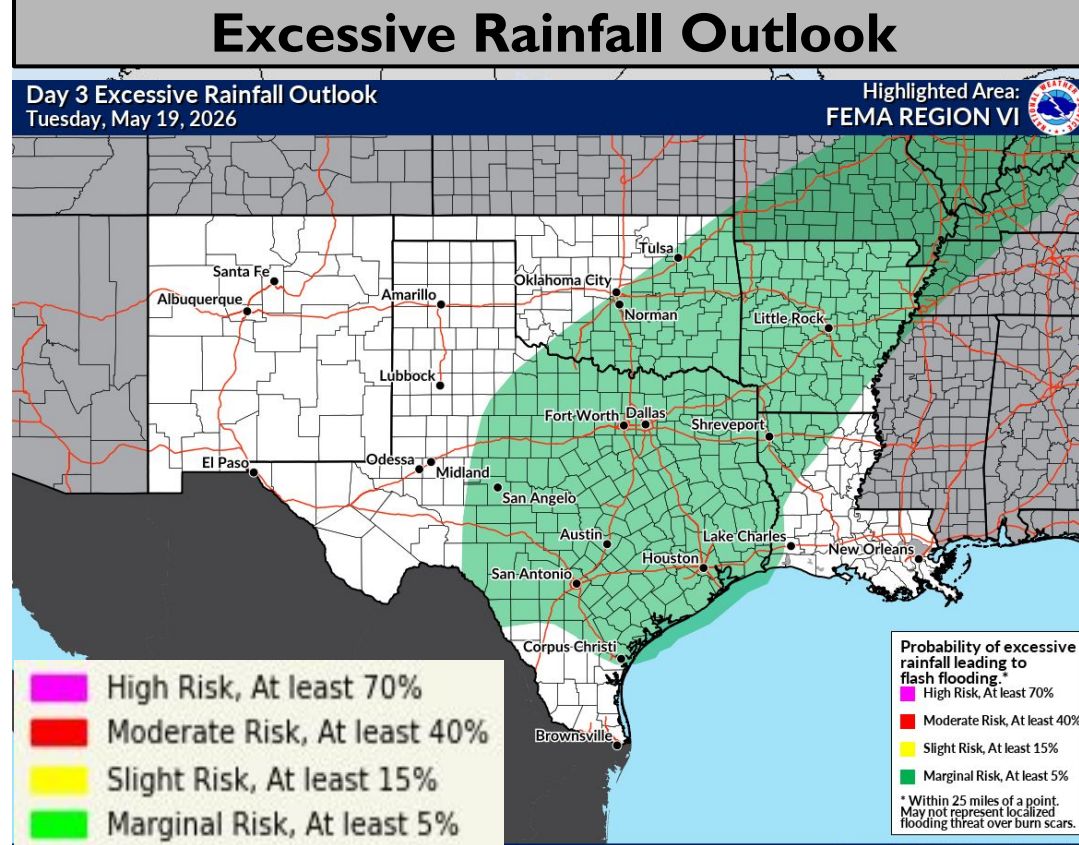 Excessive Rainfall Outlook
Day 3 Excessive Rainfall Outlook
Tuesday, May 19, 2026
Highlighted Area:
FEMA REGION VI
Tulsa
Santa Fe
Oklahoma City
Albuquerque
Amarillo
Norman
Little Rock
Lubbock
Fort Worth
Dallas
Shreveport
El Paso
Odessa
Midland
San Angelo
Austin
Lake Charles
Houston
New Orleans
San Antonio
Corpus Christi
Brownsville
High Risk, At least 70%
Moderate Risk, At least 40%
Slight Risk, At least 15%
Marginal Risk, At least 5%
Probability of excessive
rainfall leading to
flash flooding.*
High Risk, At least 70%
Moderate Risk, At least 40%
Slight Risk, At least 15%
Marginal Risk, At least 5%
* Within 25 miles of a point.
May not represent localized
flooding threat over burn scars.